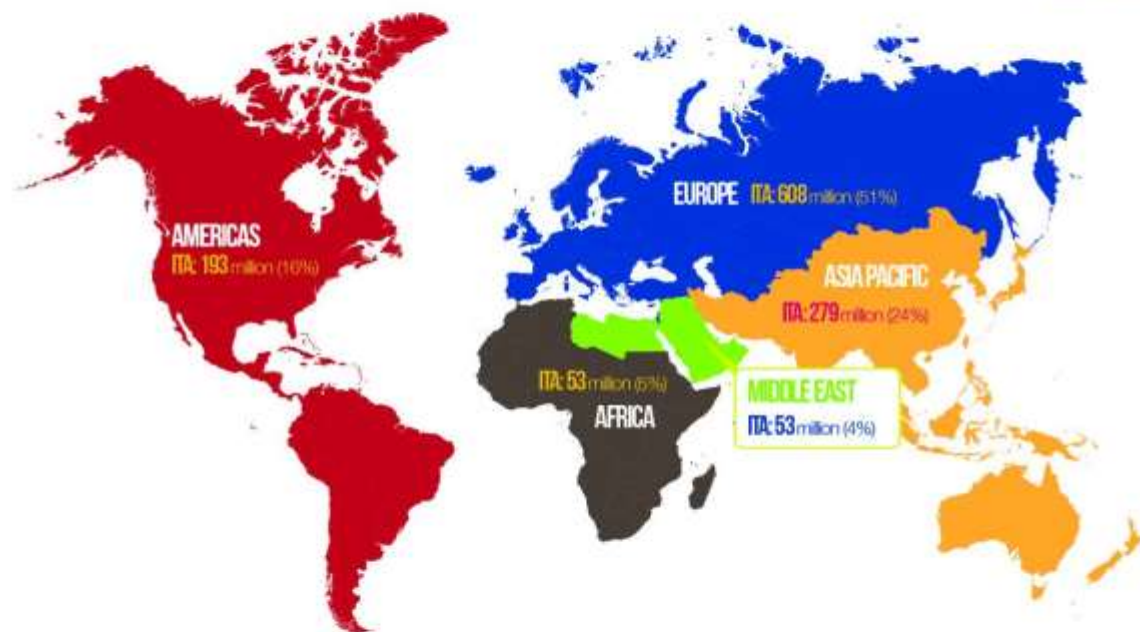 EUROPE ITA: 608 million (51%)
AMERICAS
ITA: 193 million (16%)
ASIA PACIFIC
ITA: 279 million (24%)
ITA: 53 million (5%)
AFRICA
MIDDLE EAST
ITA: 53 million (4%)